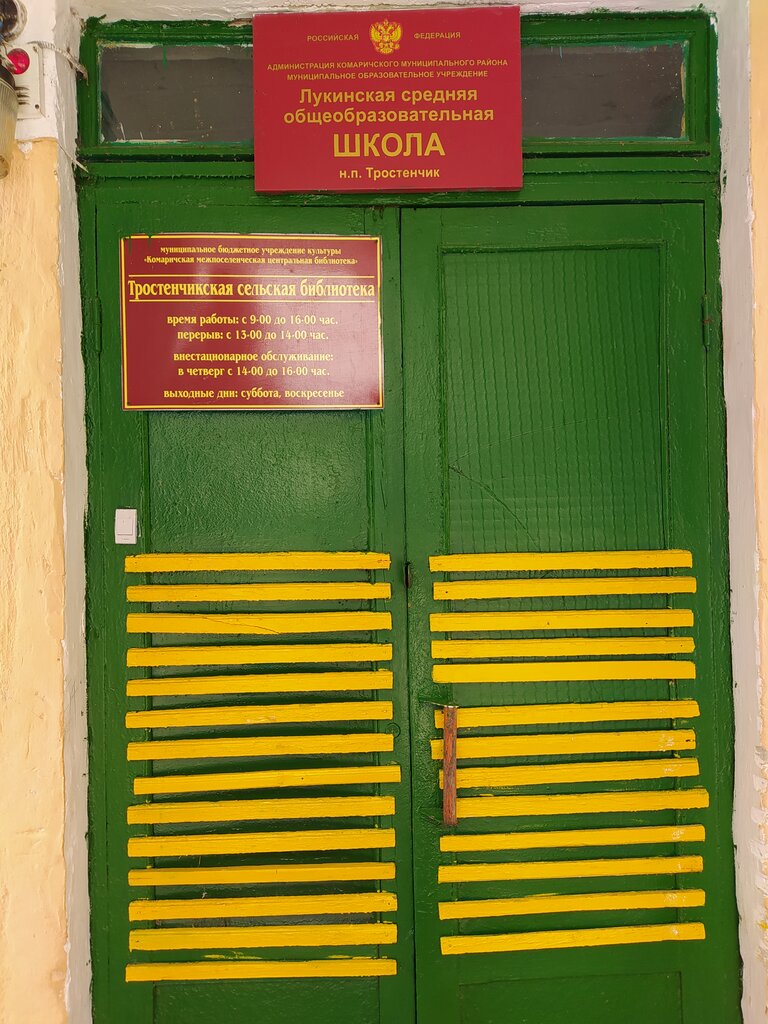 РОССИЙСКАЯ ФЕДЕРАЦИЯ
АДМИНИСТРАЦИЯ КОМАРИЧСКОГО МУНИЦИПАЛЬНОГО РАЙОНА
МУНИЦИПАЛЬНОЕ ОБРАЗОВАТЕЛЬНОЕ УЧРЕЖДЕНИЕ
Лукинская средняя
общеобразовательная
ШКОЛА
н.п. Тростенчик
муниципальное бюджетное учреждение культуры
«Комаричская межпоселенческая центральная библиотека»
Тростенчикская сельская библиотека
время работы: с 9-00 до 16-00 час.
перерыв: с 13-00 до 14-00 час.
внестационарное обслуживание:
в четверг с 14-00 до 16-00 час.
выходные дни: суббота, воскресенье